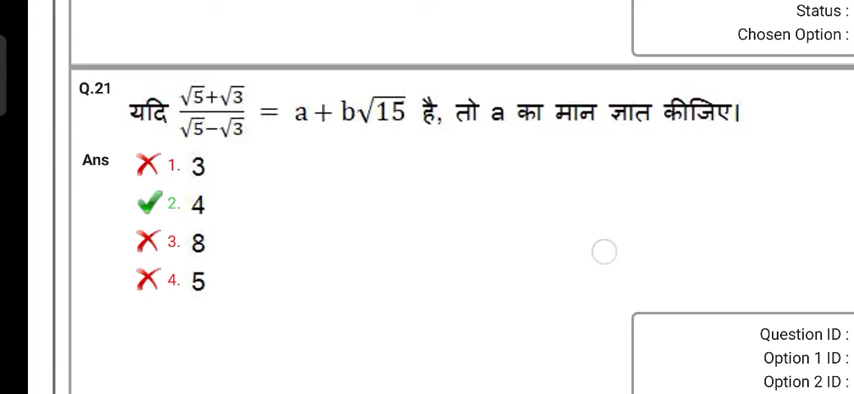 Status :
Chosen Option :
Q.21
यदि (√5+√3)/(√5−√3) = a + b√15 है, तो a का मान ज्ञात कीजिए।
Ans
1. 3
2. 4
3. 8
4. 5
Question ID :
Option 1 ID :
Option 2 ID :